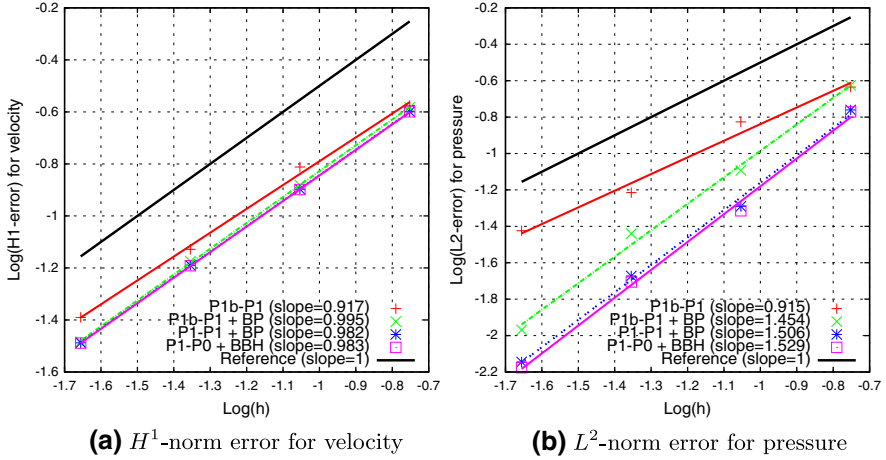 -0.2
-0.4
-0.6
-0.8
-1
-1.2
-1.4
-1.6
Log(H1-error) for velocity
P1b-P1 (slope=0.917)
P1b-P1 + BP (slope=0.995)
P1-P1 + BP (slope=0.982)
P1-P0 + BBH (slope=0.983)
Reference (slope=1)
-1.7 -1.6 -1.5 -1.4 -1.3 -1.2 -1.1 -1 -0.9 -0.8 -0.7
Log(h)
(a) H¹-norm error for velocity
-0.2
-0.4
-0.6
-0.8
-1
-1.2
-1.4
-1.6
-1.8
-2
-2.2
Log(L2-error) for pressure
P1b-P1 (slope=0.915)
P1b-P1 + BP (slope=1.454)
P1-P1 + BP (slope=1.506)
P1-P0 + BBH (slope=1.529)
Reference (slope=1)
-1.7 -1.6 -1.5 -1.4 -1.3 -1.2 -1.1 -1 -0.9 -0.8 -0.7
Log(h)
(b) L²-norm error for pressure